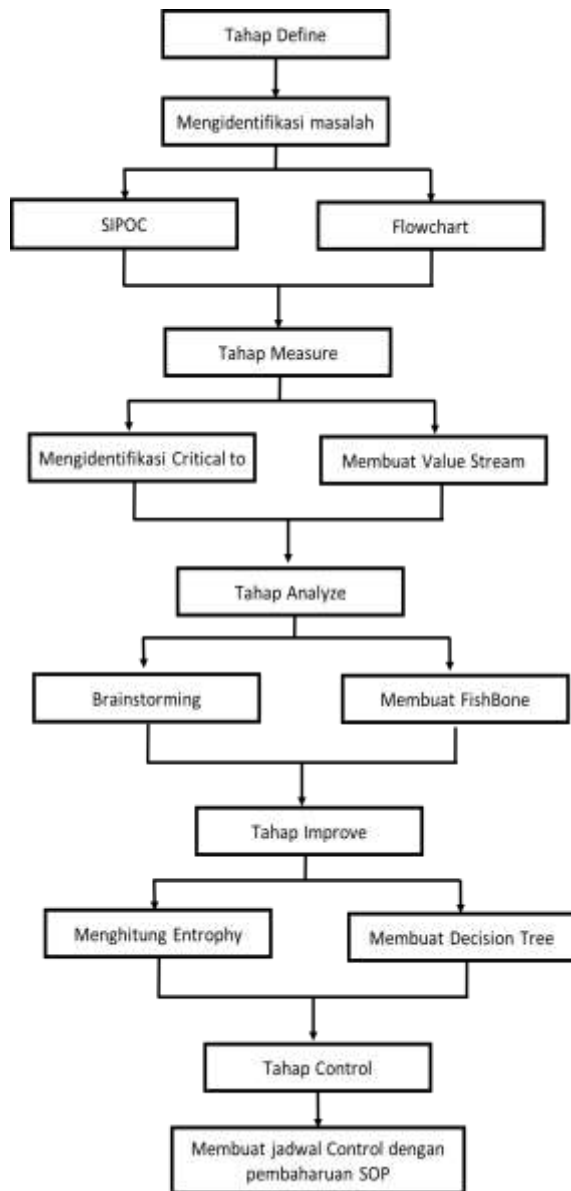 Tahap Define
Mengidentifikasi masalah
SIPOC
Flowchart
Tahap Measure
Mengidentifikasi Critical to
Membuat Value Stream
Tahap Analyze
Brainstorming
Membuat FishBone
Tahap Improve
Menghitung Entrophy
Membuat Decision Tree
Tahap Control
Membuat jadwal Control dengan
pembaharuan SOP